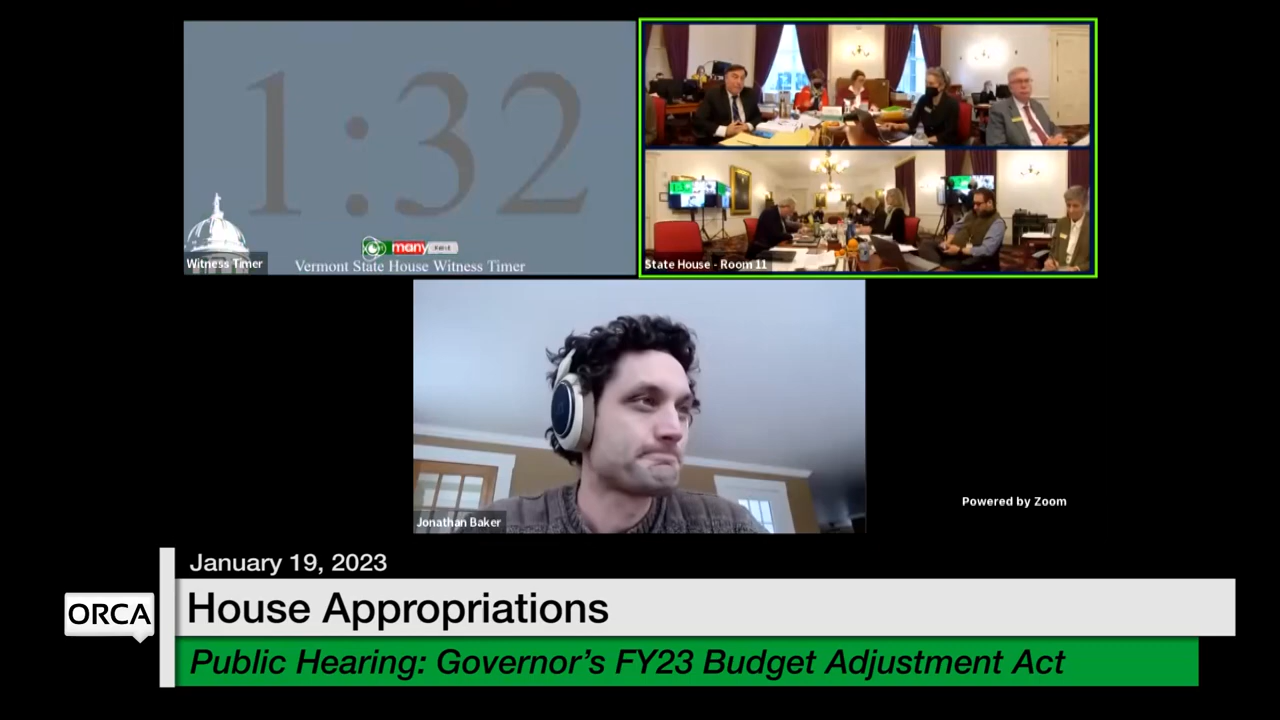 1:32
many
Witness Timer
Vermont State House Witness Timer
State House - Room 11
Jonathan Baker
Powered by Zoom
January 19, 2023
ORCA
House Appropriations
Public Hearing: Governor's FY23 Budget Adjustment Act